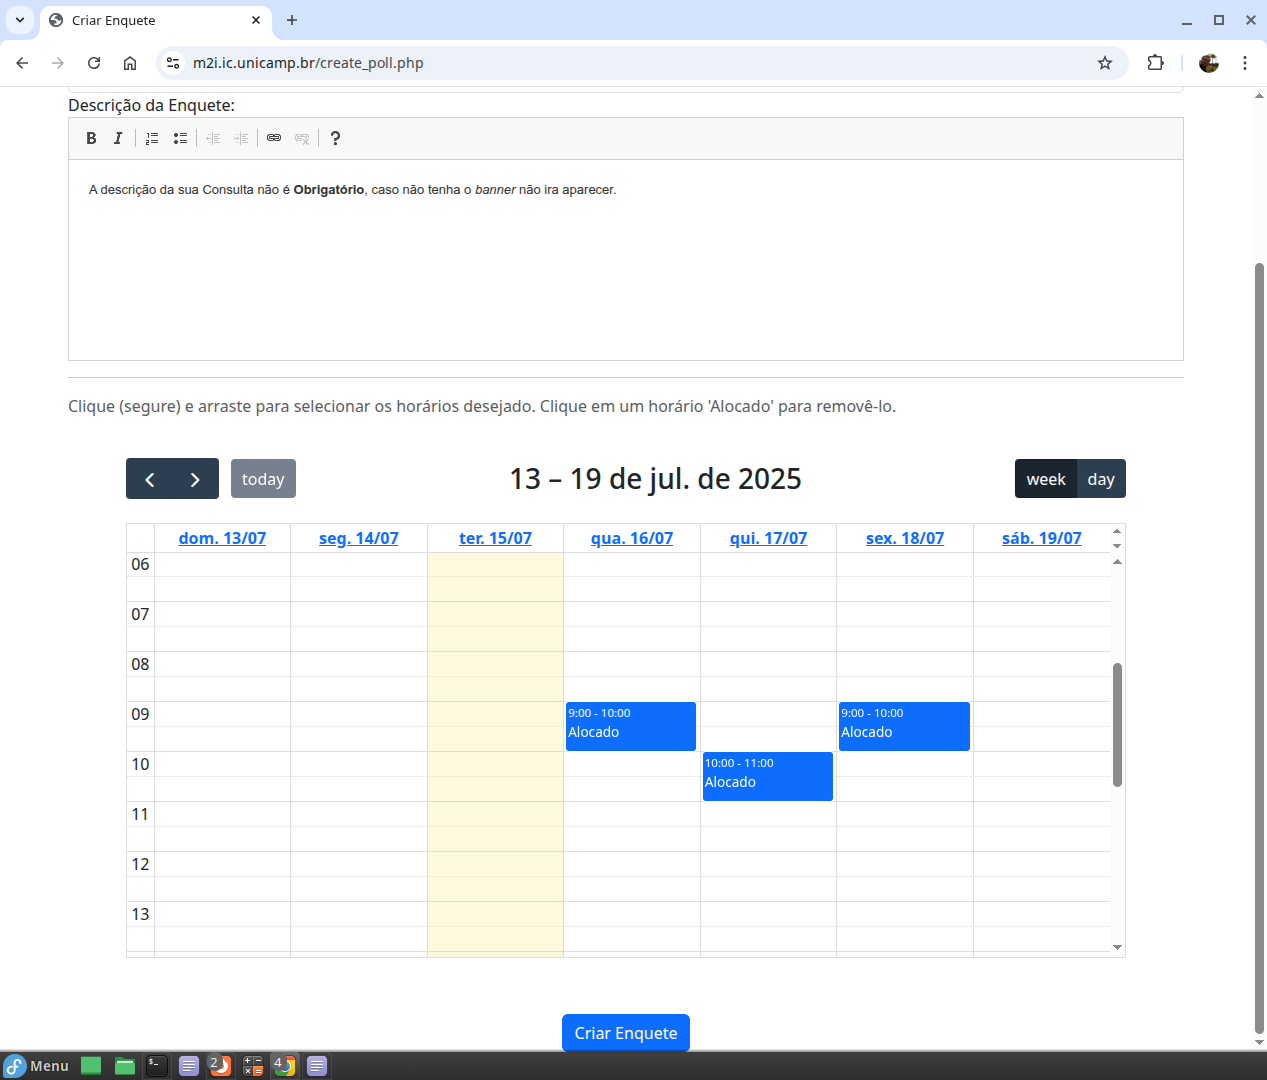 Criar Enquete
m2i.ic.unicamp.br/create_poll.php
Descrição da Enquete:
B I ?
A descrição da sua Consulta não é Obrigatório, caso não tenha o banner não ira aparecer.
Clique (segure) e arraste para selecionar os horários desejado. Clique em um horário 'Alocado' para removê-lo.
today
13 – 19 de jul. de 2025
week day
dom. 13/07 seg. 14/07 ter. 15/07 qua. 16/07 qui. 17/07 sex. 18/07 sáb. 19/07
06
07
08
09
9:00 - 10:00
Alocado
9:00 - 10:00
Alocado
10
10:00 - 11:00
Alocado
11
12
13
Criar Enquete
Menu 2 4